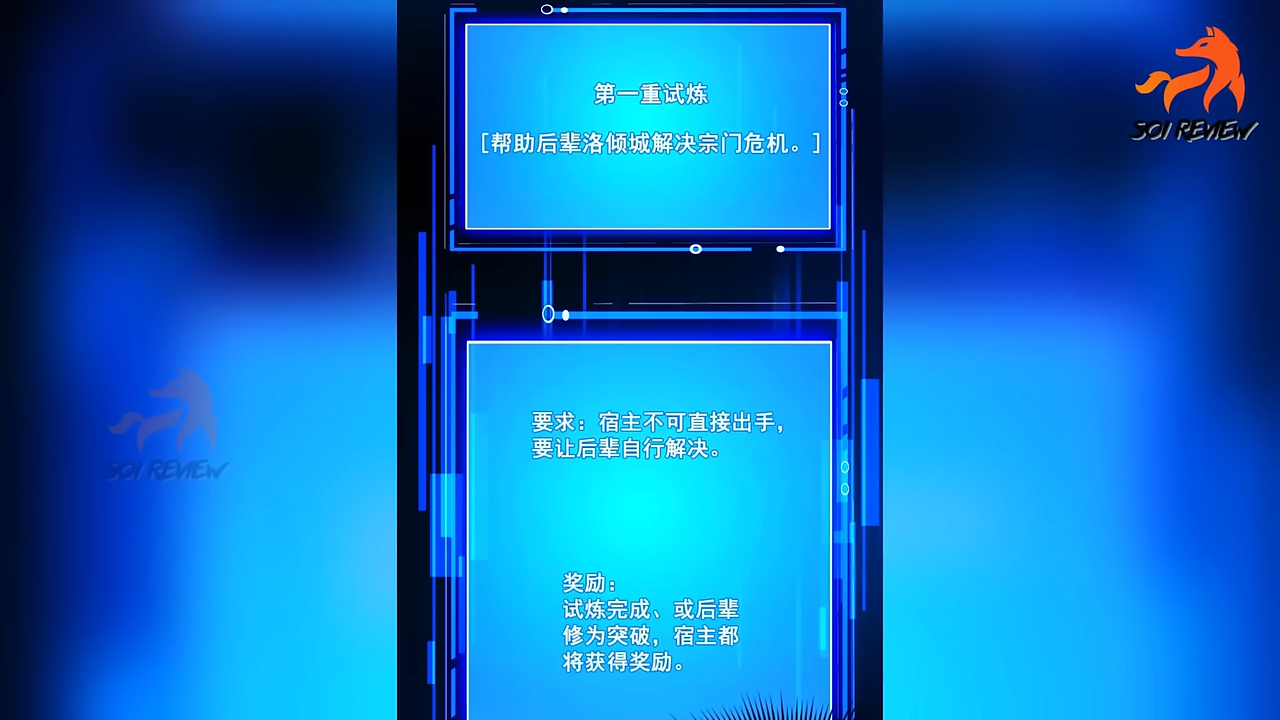 第一重试炼
[帮助后辈洛倾城解决宗门危机。]
要求：宿主不可直接出手，
要让后辈自行解决。
奖励：
试炼完成、或后辈
修为突破，宿主都
将获得奖励。
SOI REVIEW
SOI REVIEW